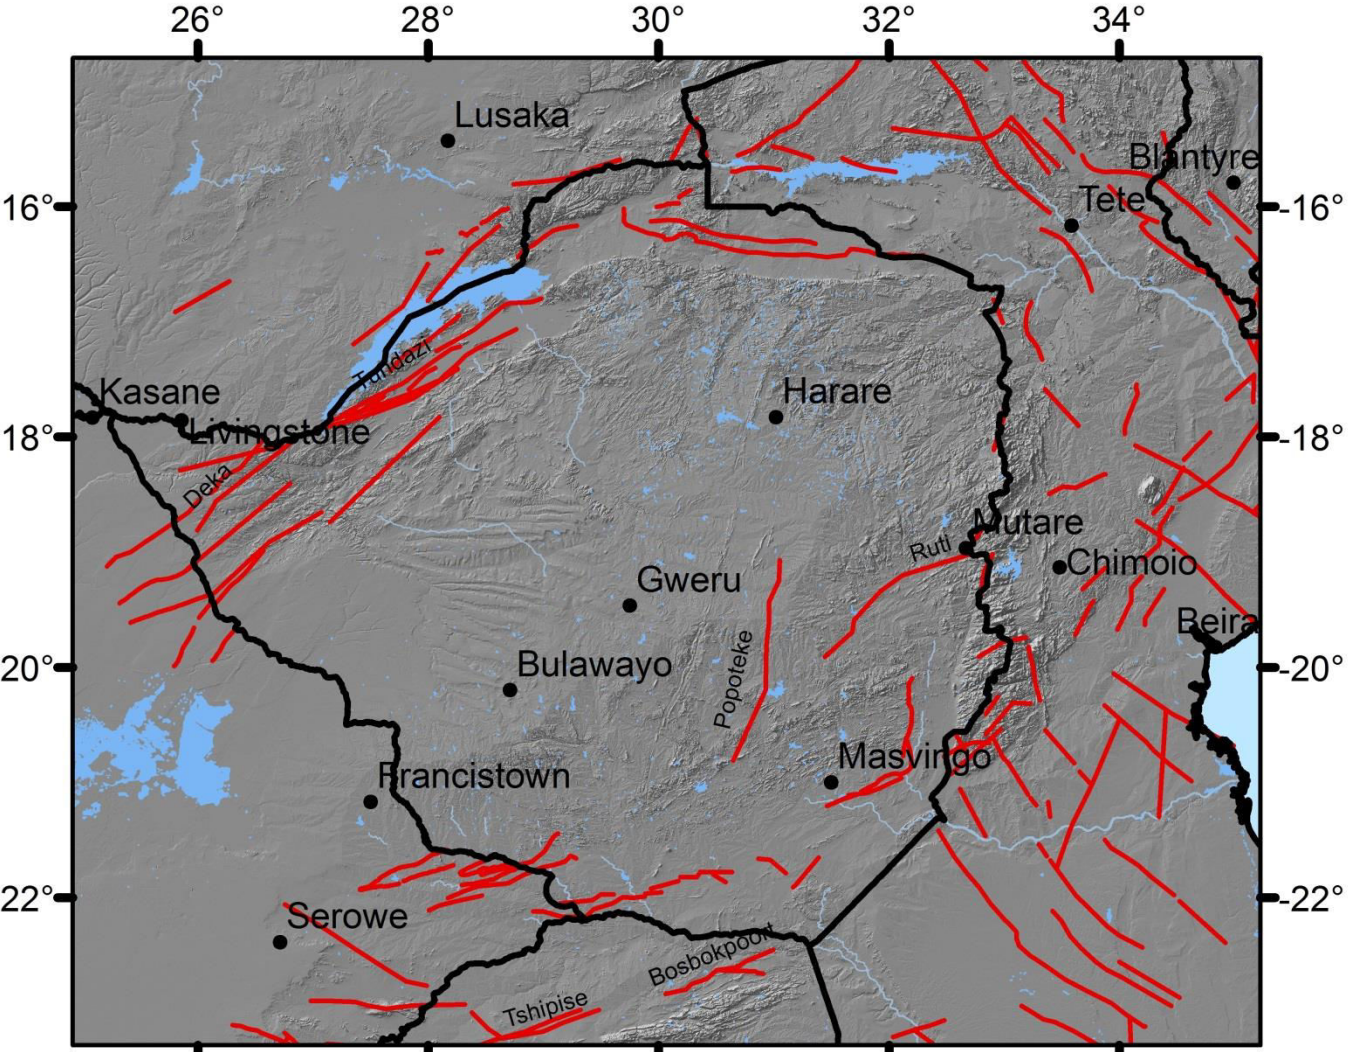 26°
28°
30°
32°
34°
Lusaka
Blantyre
16°
Tete
-16°
Tundazi
Kasane
Harare
18°
Livingstone
-18°
Deka
Mutare
Ruti
Chimoio
Gweru
Beira
20°
Bulawayo
Popoteke
-20°
Masvingo
Francistown
22°
Serowe
-22°
Bosbokpoort
Tshipise